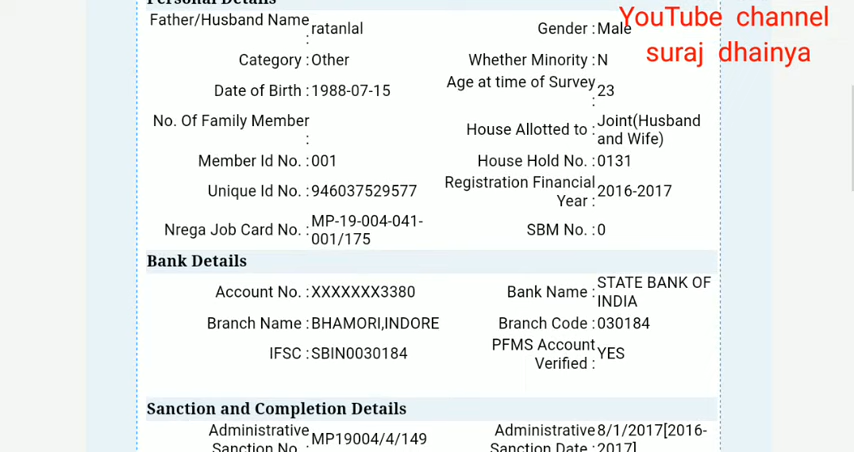 Personal Details
YouTube channel
suraj dhainya
Father/Husband Name : ratanlal Gender : Male
Category : Other Whether Minority : N
Date of Birth : 1988-07-15 Age at time of Survey : 23
No. Of Family Member : House Allotted to : Joint(Husband and Wife)
Member Id No. : 001 House Hold No. : 0131
Unique Id No. : 946037529577 Registration Financial Year : 2016-2017
Nrega Job Card No. : MP-19-004-041-001/175 SBM No. : 0
Bank Details
Account No. : XXXXXXX3380 Bank Name : STATE BANK OF INDIA
Branch Name : BHAMORI,INDORE Branch Code : 030184
IFSC : SBIN0030184 PFMS Account Verified : YES
Sanction and Completion Details
Administrative Sanction No. : MP19004/4/149 Administrative Sanction Date : 8/1/2017[2016-2017]